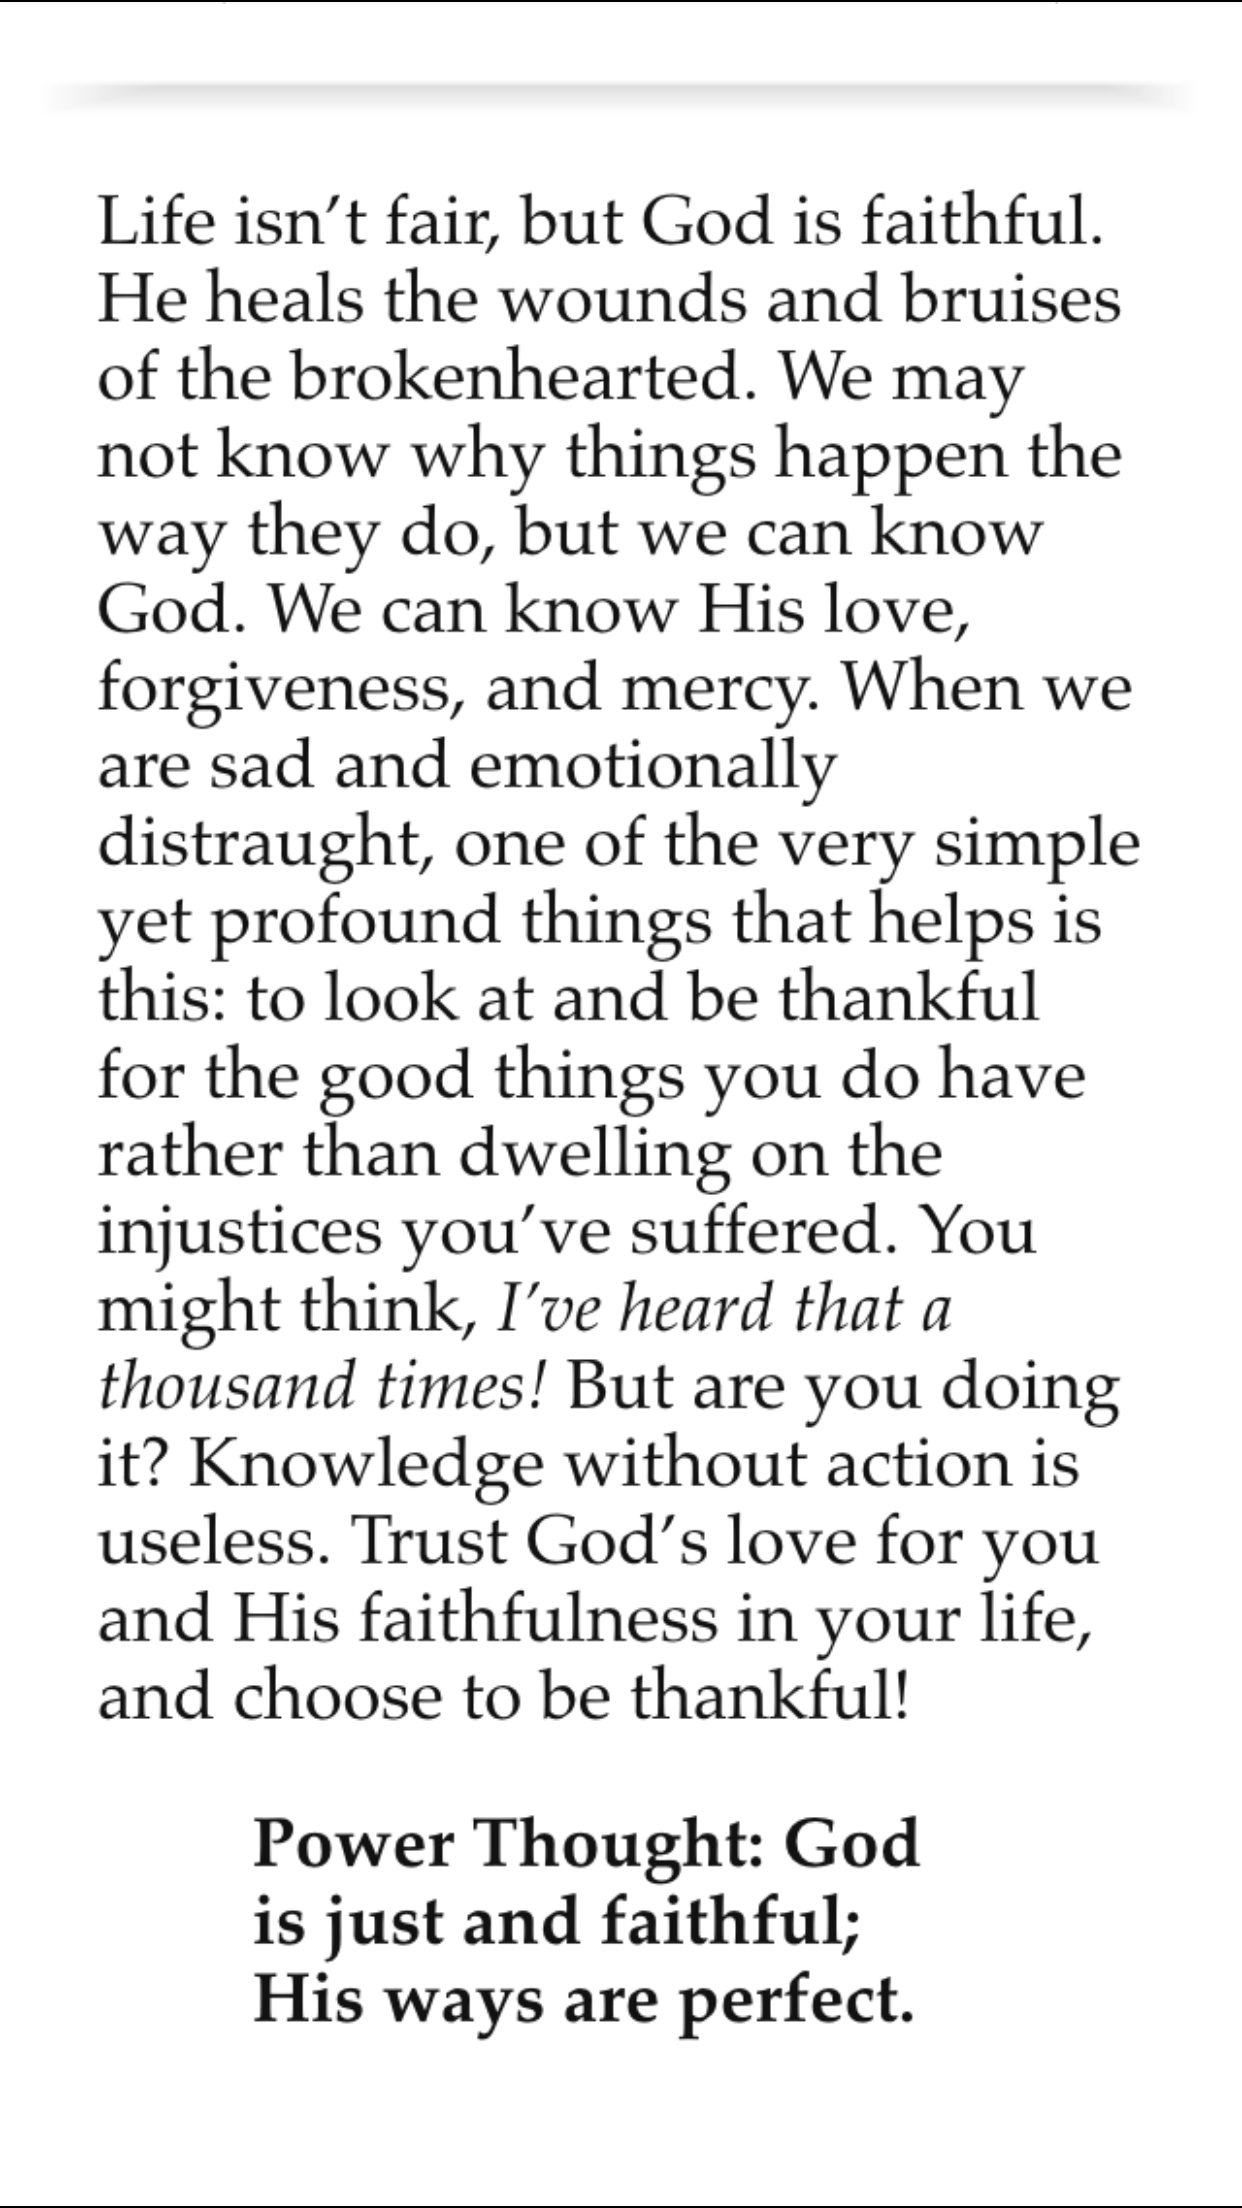 Life isn’t fair, but God is faithful.
He heals the wounds and bruises
of the brokenhearted. We may
not know why things happen the
way they do, but we can know
God. We can know His love,
forgiveness, and mercy. When we
are sad and emotionally
distraught, one of the very simple
yet profound things that helps is
this: to look at and be thankful
for the good things you do have
rather than dwelling on the
injustices you’ve suffered. You
might think, I’ve heard that a
thousand times! But are you doing
it? Knowledge without action is
useless. Trust God’s love for you
and His faithfulness in your life,
and choose to be thankful!
Power Thought: God
is just and faithful;
His ways are perfect.